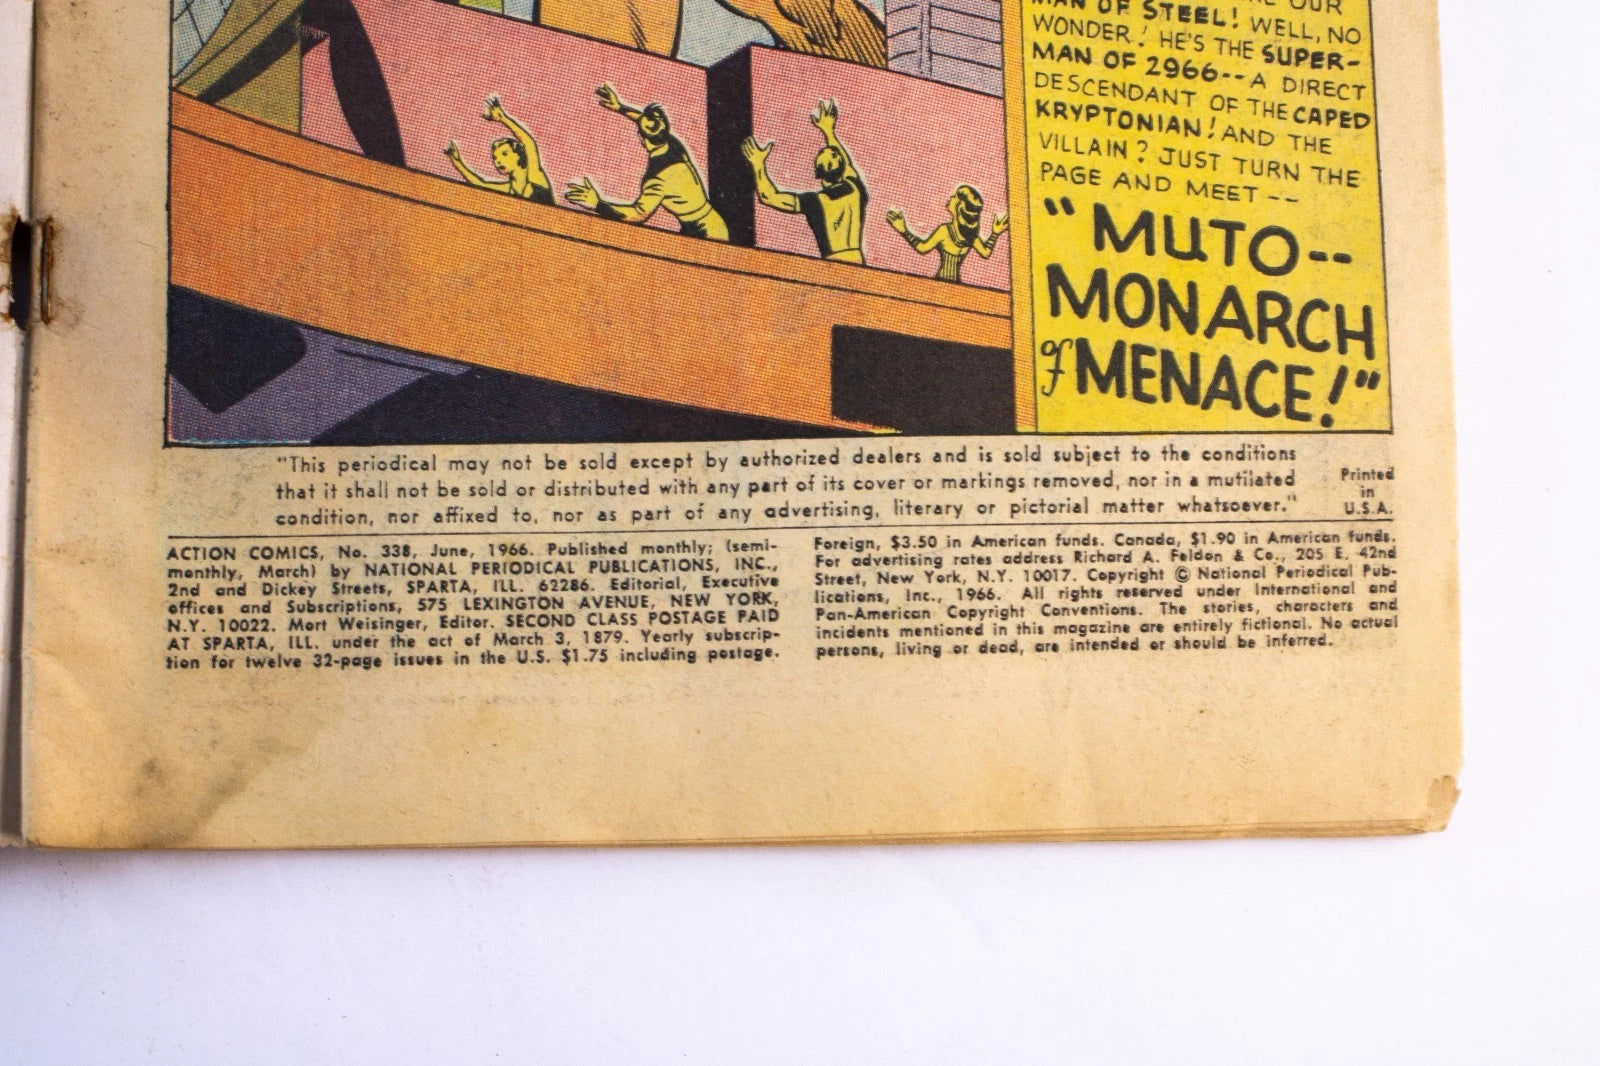 OUR
MAN OF STEEL! WELL, NO
WONDER! HE'S THE SUPER-
MAN OF 2966-- A DIRECT
DESCENDANT OF THE CAPED
KRYPTONIAN! AND THE
VILLAIN? JUST TURN THE
PAGE AND MEET --
"MUTO--
MONARCH
of MENACE!"
"This periodical may not be sold except by authorized dealers and is sold subject to the conditions
that it shall not be sold or distributed with any part of its cover or markings removed, nor in a mutilated
condition, nor affixed to, nor as part of any advertising, literary or pictorial matter whatsoever."
Printed
in
U.S.A.
ACTION COMICS, No. 338, June, 1966. Published monthly; (semi-
monthly, March) by NATIONAL PERIODICAL PUBLICATIONS, INC.,
2nd and Dickey Streets, SPARTA, ILL. 62286. Editorial, Executive
offices and Subscriptions, 575 LEXINGTON AVENUE, NEW YORK,
N.Y. 10022. Mort Weisinger, Editor. SECOND CLASS POSTAGE PAID
AT SPARTA, ILL. under the act of March 3, 1879. Yearly subscrip-
tion for twelve 32-page issues in the U.S. $1.75 including postage.
Foreign, $3.50 in American funds. Canada, $1.90 in American funds.
For advertising rates address Richard A. Feldon & Co., 205 E. 42nd
Street, New York, N.Y. 10017. Copyright © National Periodical Pub-
lications, Inc., 1966. All rights reserved under International and
Pan-American Copyright Conventions. The stories, characters and
incidents mentioned in this magazine are entirely fictional. No actual
persons, living or dead, are intended or should be inferred.